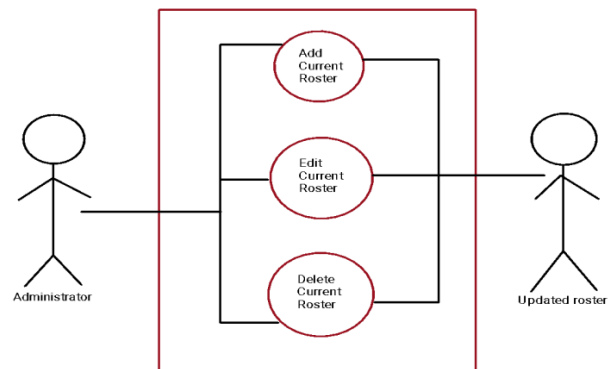 Add
Current
Roster
Edit
Current
Roster
Delete
Current
Roster
Administrator
Updated roster